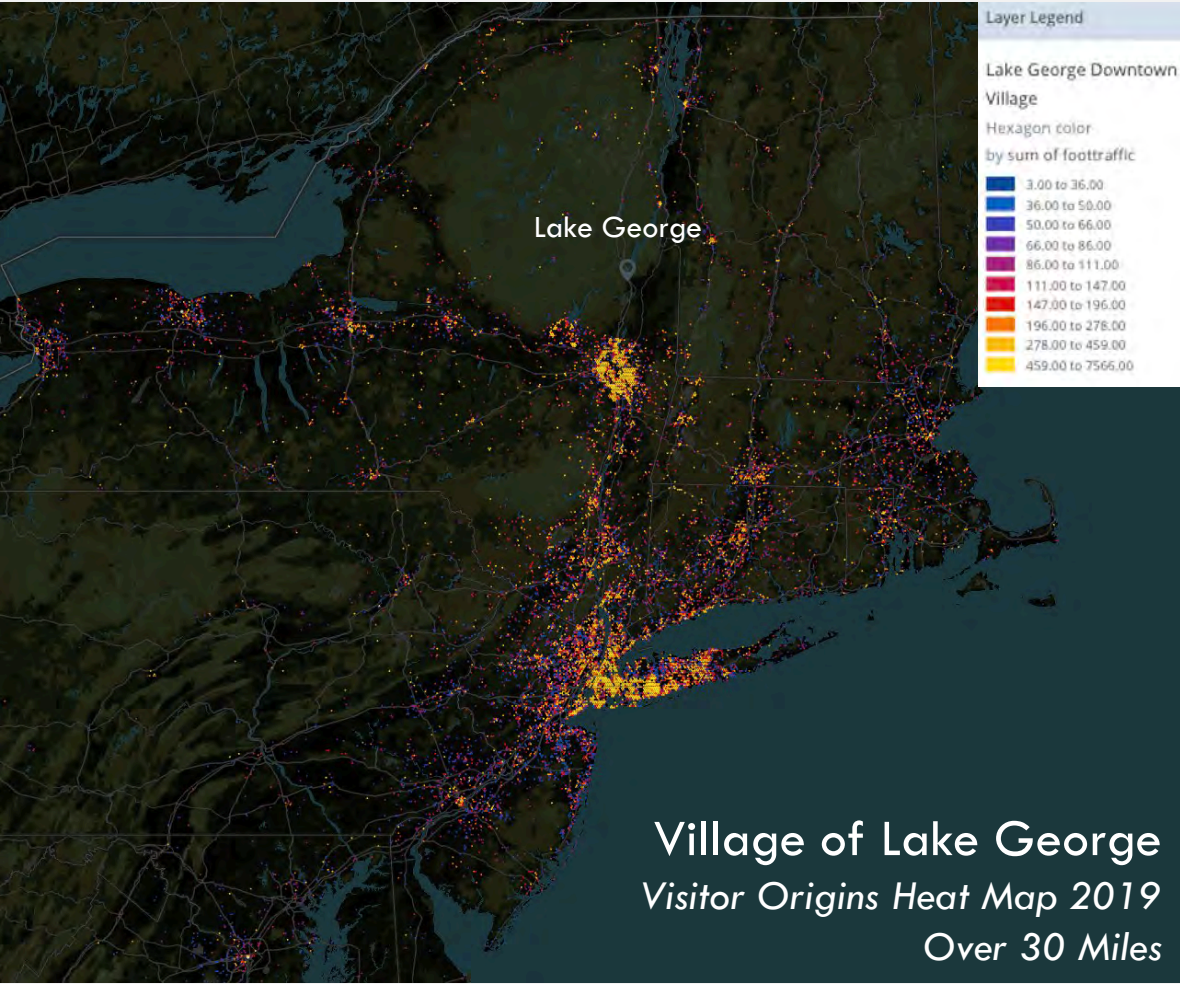 Layer Legend
Lake George Downtown
Village
Hexagon color
by sum of foottraffic
3.00 to 36.00
36.00 to 50.00
50.00 to 66.00
66.00 to 86.00
86.00 to 111.00
111.00 to 147.00
147.00 to 196.00
196.00 to 278.00
278.00 to 459.00
459.00 to 7566.00
Lake George
Village of Lake George
Visitor Origins Heat Map 2019
Over 30 Miles